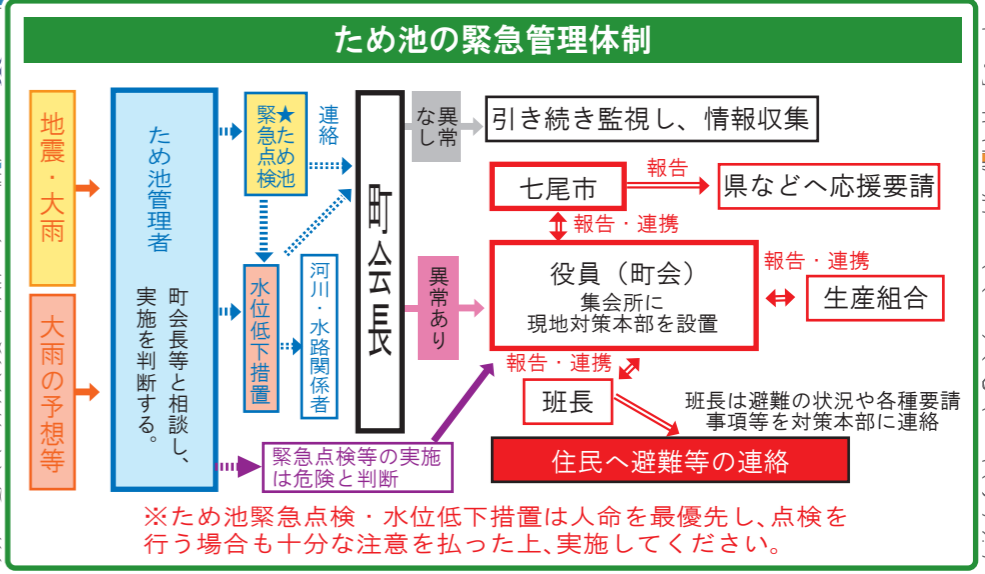 ため池の緊急管理体制
地震・大雨
大雨の予想等
ため池管理者
町会長等と相談し、
実施を判断する。
★ため池
緊急点検
連絡
水位低下措置
河川・水路関係者
緊急点検等の実施
は危険と判断
町会長
異常
なし
引き続き監視し、情報収集
異常あり
七尾市
報告
県などへ応援要請
報告・連携
役員（町会）
集会所に
現地対策本部を設置
報告・連携
生産組合
報告・連携
班長
班長は避難の状況や各種要請
事項等を対策本部に連絡
住民へ避難等の連絡
※ため池緊急点検・水位低下措置は人命を最優先し、点検を
行う場合も十分な注意を払った上、実施してください。